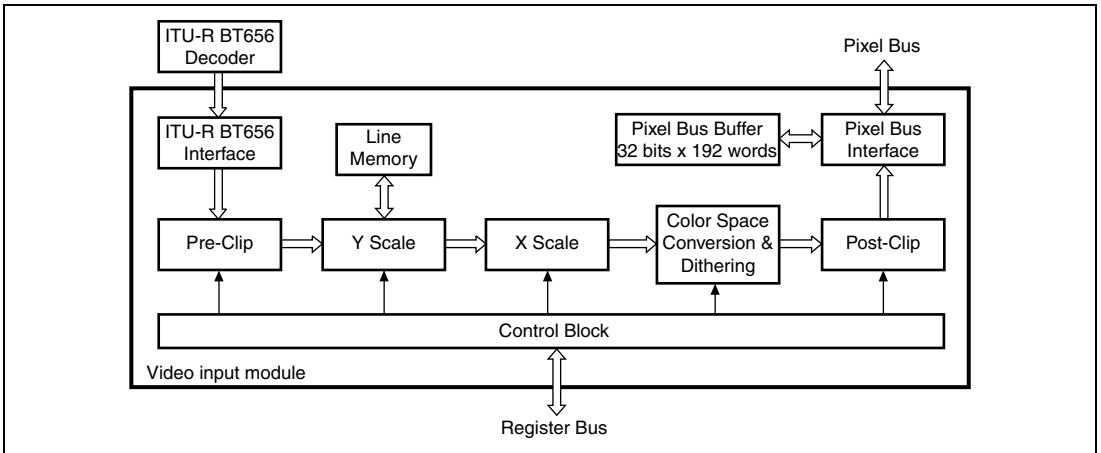 ITU-R BT656
Decoder
Pixel Bus
ITU-R BT656
Interface
Line
Memory
Pixel Bus Buffer
32 bits x 192 words
Pixel Bus
Interface
Pre-Clip
Y Scale
X Scale
Color Space
Conversion &
Dithering
Post-Clip
Control Block
Video input module
Register Bus